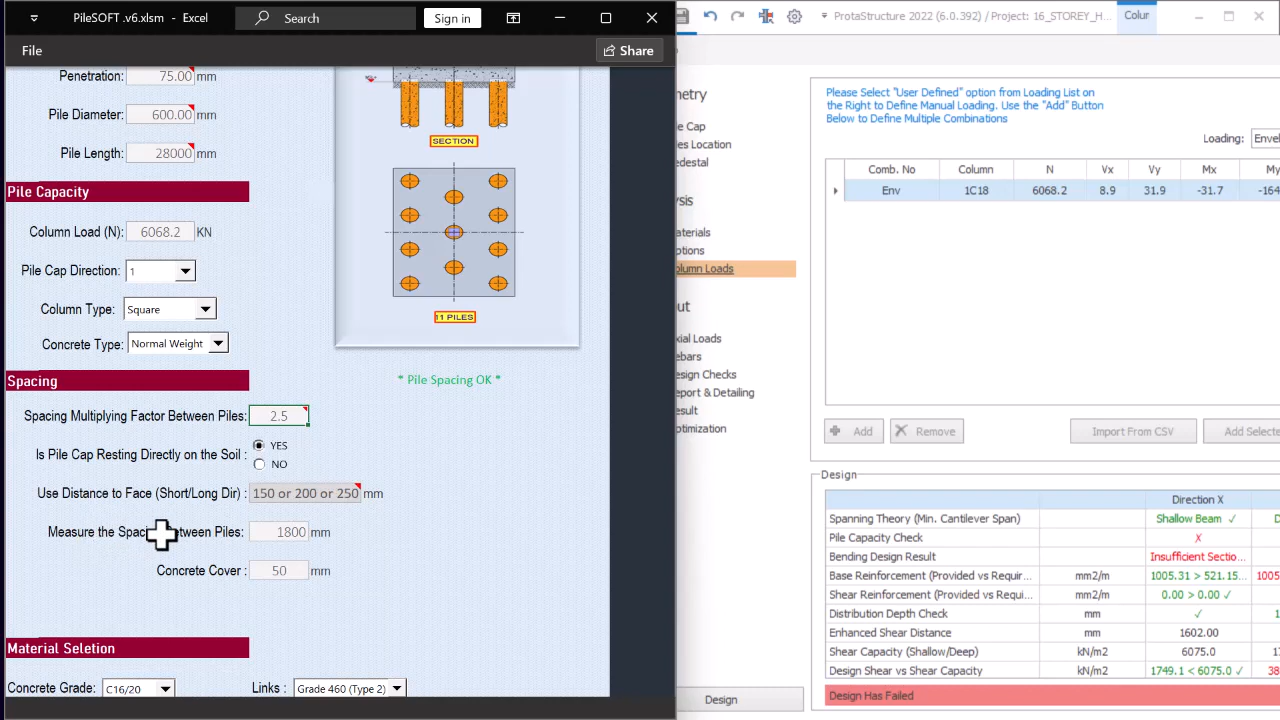 PILESOFT .v6.xlsm - Excel
Search
Sign in
File
Share
Penetration: 75.00 mm
Pile Diameter: 600.00 mm
Pile Length: 28000 mm
Pile Capacity
Column Load (N): 6068.2 KN
Pile Cap Direction: 1
Column Type: Square
Concrete Type: Normal Weight
SECTION
11 PILES
Spacing
* Pile Spacing OK *
Spacing Multiplying Factor Between Piles: 2.5
Is Pile Cap Resting Directly on the Soil :
YES
NO
Use Distance to Face (Short/Long Dir) : 150 or 200 or 250 mm
Measure the Spac etween Piles: 1800 mm
Concrete Cover : 50 mm
Material Seletion
Concrete Grade: C16/20
Links : Grade 460 (Type 2)
ProtaStructure 2022 (6.0.392) / Project: 16_STOREY_H...
Colur
metry
e Cap
es Location
edestal
ysis
aterials
ptions
olumn Loads
ut
xial Loads
ebars
esign Checks
eport & Detailing
esult
ptimization
Please Select "User Defined" option from Loading List on
the Right to Define Manual Loading. Use the "Add" Button
Below to Define Multiple Combinations
Loading: Envel
Comb. No Column N Vx Vy Mx My
Env 1C18 6068.2 8.9 31.9 -31.7 -164
Add
Remove
Import From CSV
Add Selecte
Design
Direction X
Spanning Theory (Min. Cantilever Span) Shallow Beam ✓ D
Pile Capacity Check X
Bending Design Result Insufficient Sectio...
Base Reinforcement (Provided vs Requir... mm2/m 1005.31 > 521.15... 1005
Shear Reinforcement (Provided vs Requir... mm2/m 0.00 > 0.00 ✓
Distribution Depth Check mm ✓ 1
Enhanced Shear Distance mm 1602.00
Shear Capacity (Shallow/Deep) kN/m2 6075.0 17
Design Shear vs Shear Capacity kN/m2 1749.1 < 6075.0 ✓ 38
Design Has Failed
Design